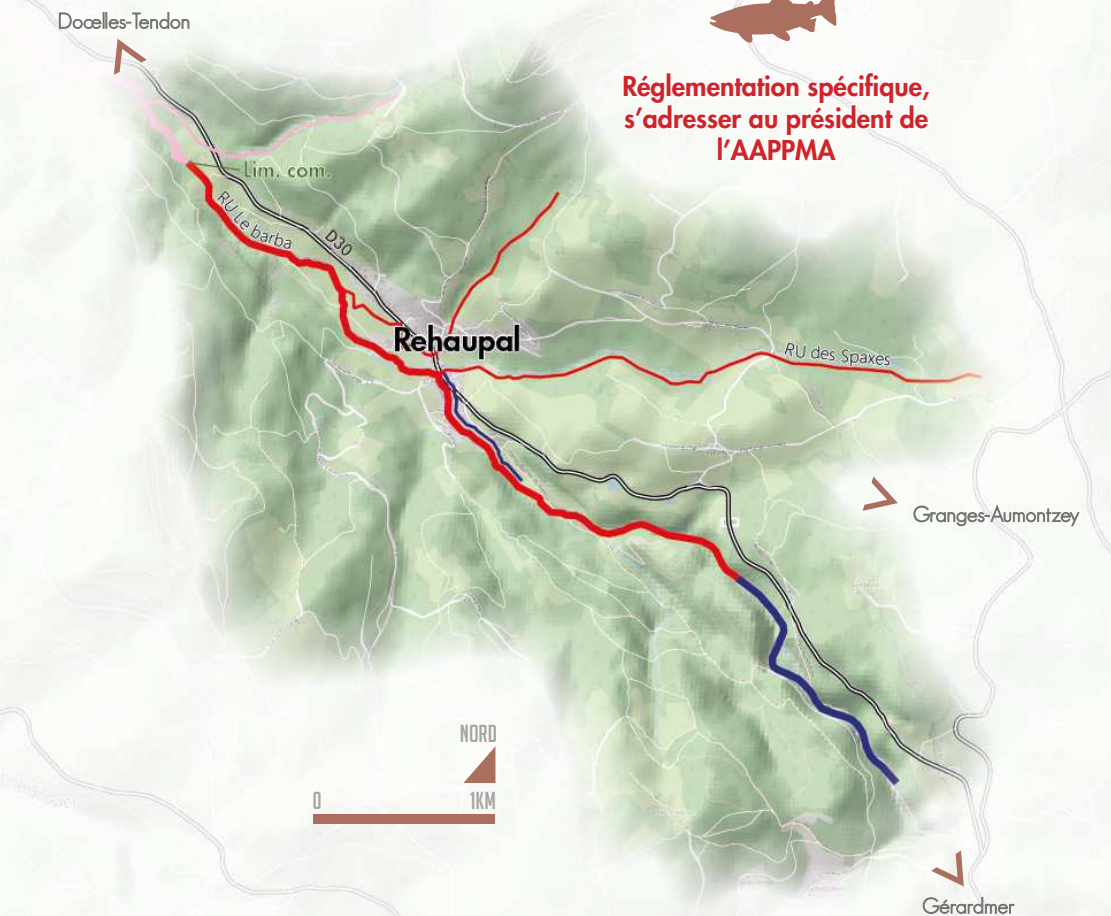 Docelles-Tendon
Réglementation spécifique,
s'adresser au président de
l'AAPPMA
Lim. com.
RU Le barba
D30
Rehaupal
RU des Spaxes
Granges-Aumontzey
NORD
0 1KM
Gérardmer